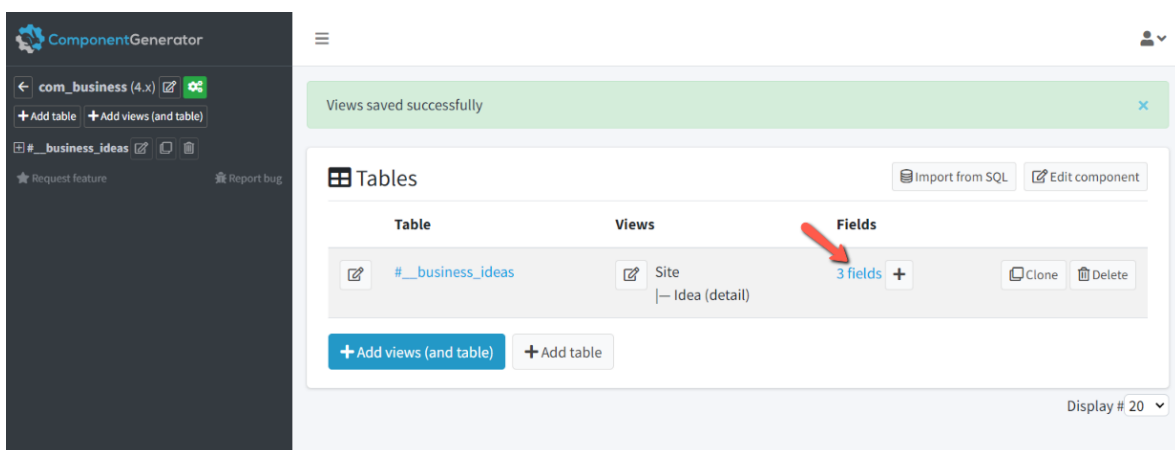 ComponentGenerator
com_business (4.x)
Add table Add views (and table)
#__business_ideas
Request feature Report bug
Views saved successfully ×
Tables Import from SQL Edit component
Table Views Fields
#__business_ideas Site 3 fields Clone Delete
|— Idea (detail)
Add views (and table) Add table
Display # 20